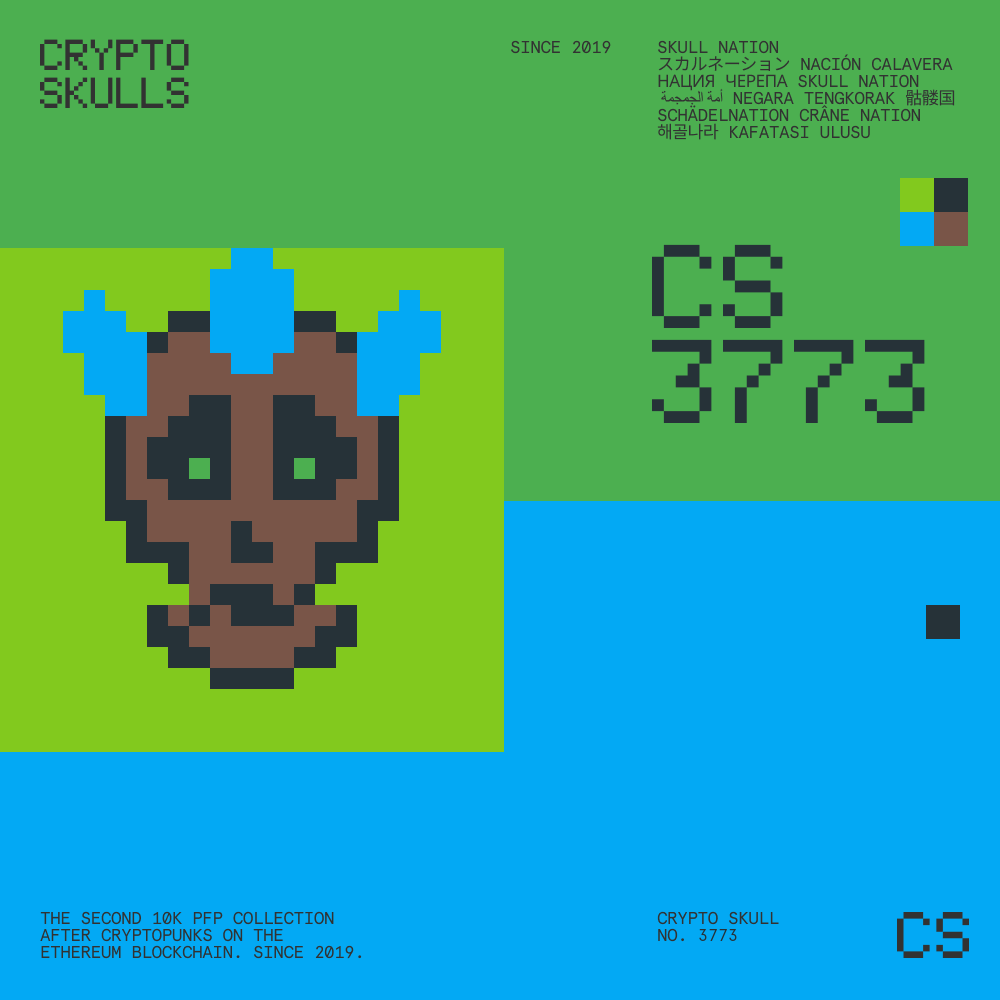 CRYPTO
SKULLS
SINCE 2019
SKULL NATION
スカルネーション NACIÓN CALAVERA
НАЦИЯ ЧЕРЕПА SKULL NATION
أمة الجمجمة NEGARA TENGKORAK 骷髅国
SCHÄDELNATION CRÂNE NATION
해골나라 KAFATASI ULUSU
CS
3773
THE SECOND 10K PFP COLLECTION
AFTER CRYPTOPUNKS ON THE
ETHEREUM BLOCKCHAIN. SINCE 2019.
CRYPTO SKULL
NO. 3773
CS